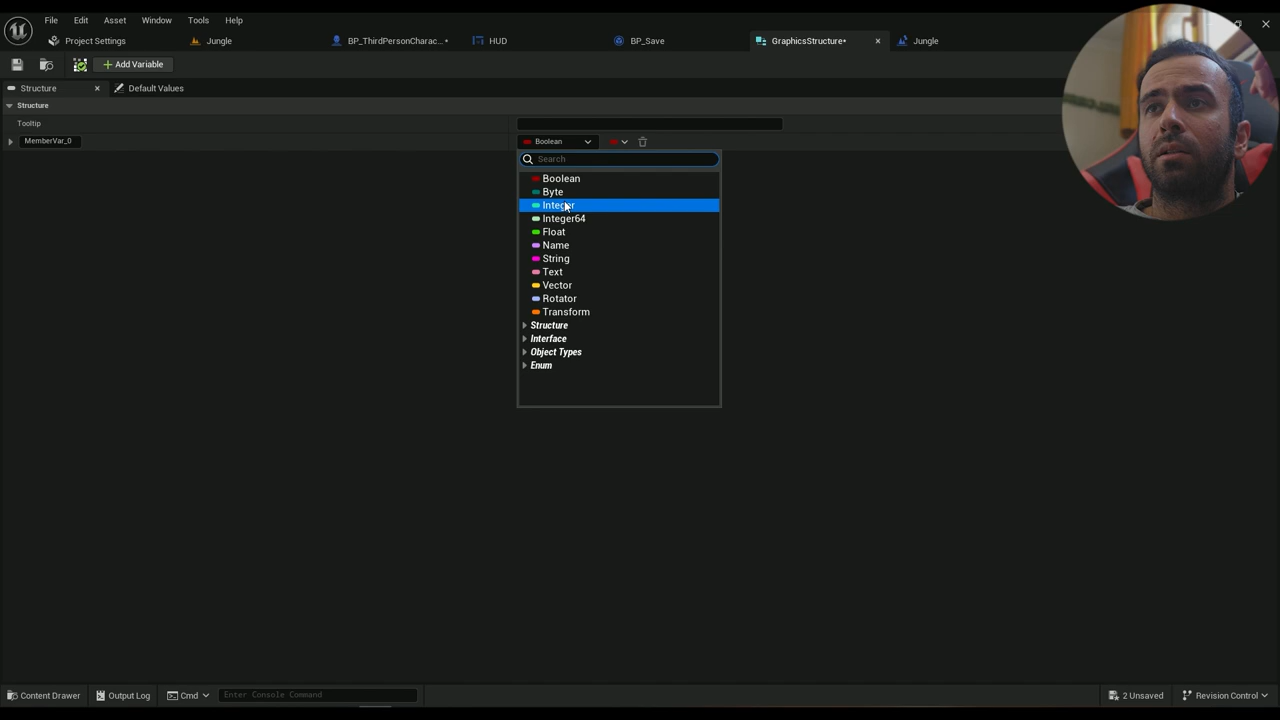 File Edit Asset Window Tools Help
Project Settings Jungle BP_ThirdPersonCharac...• HUD BP_Save GraphicsStructure• Jungle
Add Variable
Structure Default Values
Structure
Tooltip
MemberVar_0 Boolean
Search
Boolean
Byte
Integer
Integer64
Float
Name
String
Text
Vector
Rotator
Transform
Structure
Interface
Object Types
Enum
Content Drawer Output Log Cmd Enter Console Command 2 Unsaved Revision Control